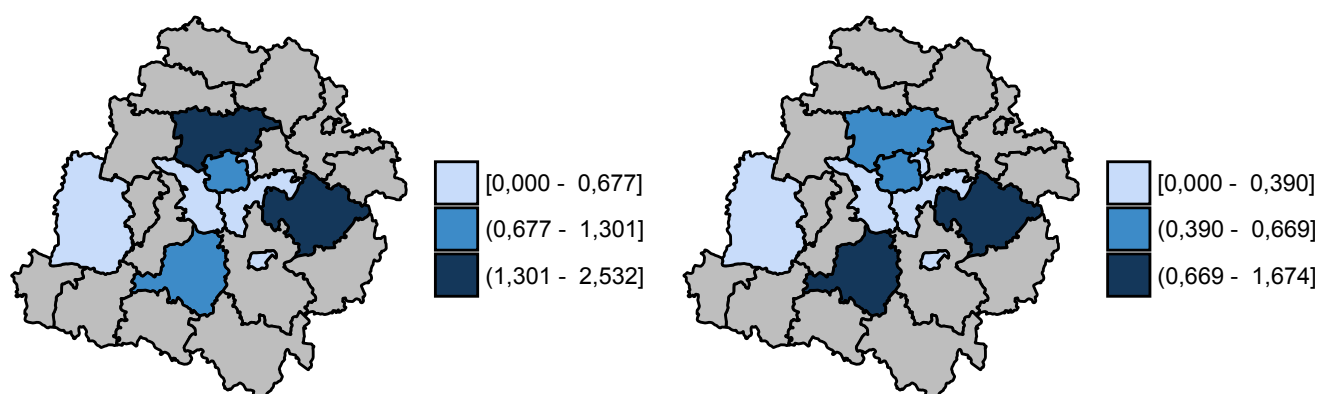 [0,000 - 0,677]
(0,677 - 1,301]
(1,301 - 2,532]
[0,000 - 0,390]
(0,390 - 0,669]
(0,669 - 1,674]